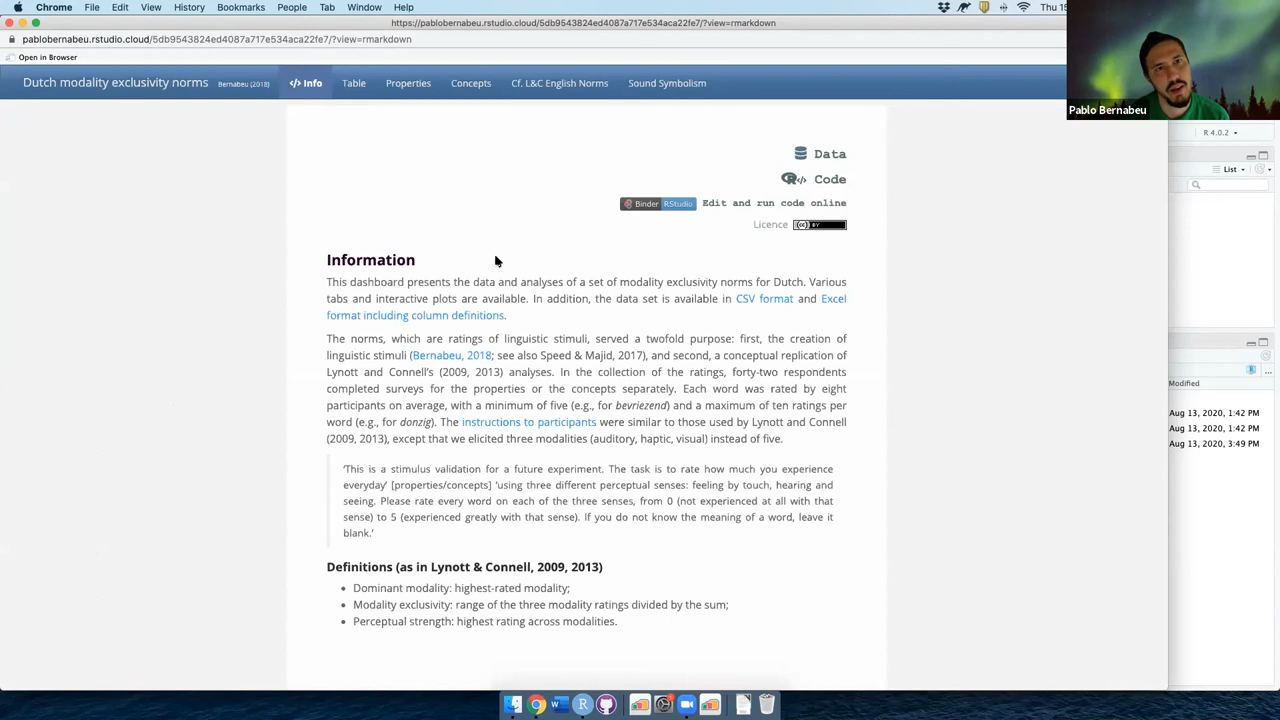 Chrome File Edit View History Bookmarks People Tab Window Help
Thu 15
https://pablobernabeu.rstudio.cloud/5db9543824ed4087a717e534aca22fe7/?view=rmarkdown
pablobernabeu.rstudio.cloud/5db9543824ed4087a717e534aca22fe7/?view=rmarkdown
Open in Browser
Dutch modality exclusivity norms Bernabeu (2018) </> Info Table Properties Concepts Cf. L&C English Norms Sound Symbolism
Pablo Bernabeu
R 4.0.2
List
Data
Code
Binder RStudio Edit and run code online
Licence (cc) BY
Information
This dashboard presents the data and analyses of a set of modality exclusivity norms for Dutch. Various
tabs and interactive plots are available. In addition, the data set is available in CSV format and Excel
format including column definitions.
The norms, which are ratings of linguistic stimuli, served a twofold purpose: first, the creation of
linguistic stimuli (Bernabeu, 2018; see also Speed & Majid, 2017), and second, a conceptual replication of
Lynott and Connell's (2009, 2013) analyses. In the collection of the ratings, forty-two respondents
completed surveys for the properties or the concepts separately. Each word was rated by eight
participants on average, with a minimum of five (e.g., for bevriezend) and a maximum of ten ratings per
word (e.g., for donzig). The instructions to participants were similar to those used by Lynott and Connell
(2009, 2013), except that we elicited three modalities (auditory, haptic, visual) instead of five.
'This is a stimulus validation for a future experiment. The task is to rate how much you experience
everyday' [properties/concepts] 'using three different perceptual senses: feeling by touch, hearing and
seeing. Please rate every word on each of the three senses, from 0 (not experienced at all with that
sense) to 5 (experienced greatly with that sense). If you do not know the meaning of a word, leave it
blank.'
Definitions (as in Lynott & Connell, 2009, 2013)
• Dominant modality: highest-rated modality;
• Modality exclusivity: range of the three modality ratings divided by the sum;
• Perceptual strength: highest rating across modalities.
Modified
Aug 13, 2020, 1:42 PM
Aug 13, 2020, 1:42 PM
Aug 13, 2020, 3:49 PM